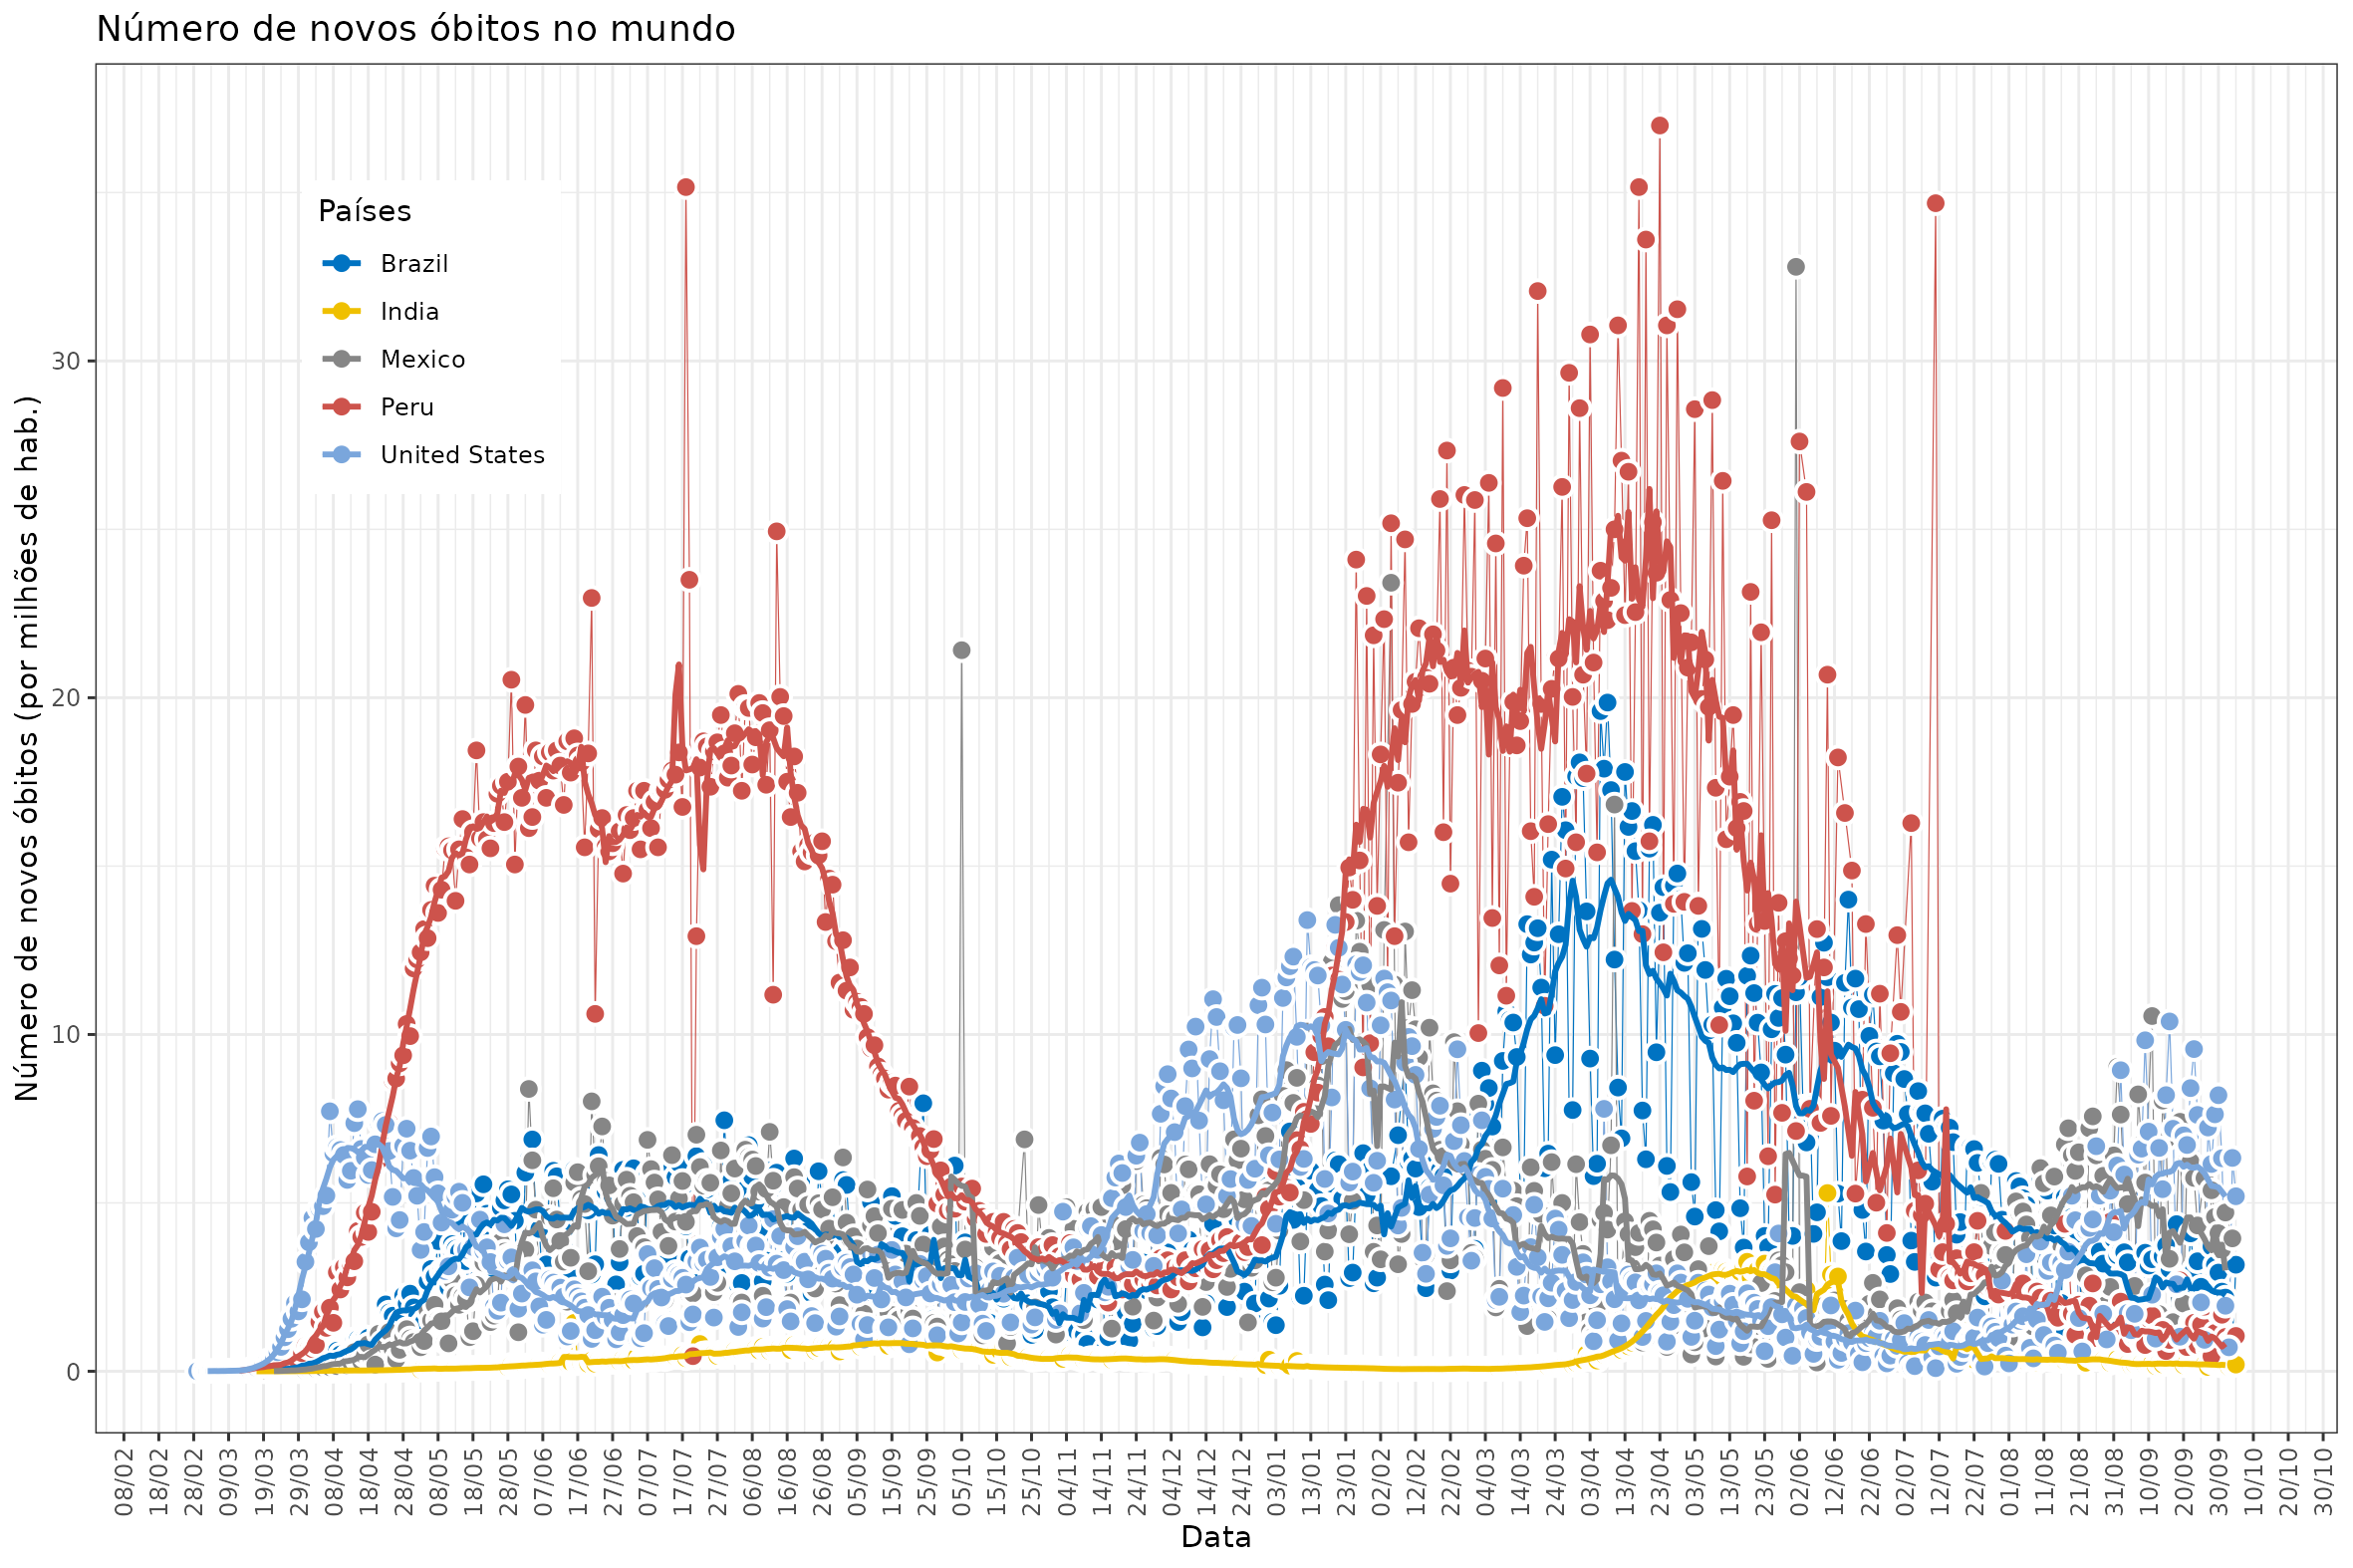 Número de novos óbitos no mundo
Número de novos óbitos (por milhões de hab.)
Países
Brazil
India
Mexico
Peru
United States
30
20
10
0
08/02 18/02 28/02 09/03 19/03 29/03 08/04 18/04 28/04 08/05 18/05 28/05 07/06 17/06 27/06 07/07 17/07 27/07 06/08 16/08 26/08 05/09 15/09 25/09 05/10 15/10 25/10 04/11 14/11 24/11 04/12 14/12 24/12 03/01 13/01 23/01 02/02 12/02 22/02 04/03 14/03 24/03 03/04 13/04 23/04 03/05 13/05 23/05 02/06 12/06 22/06 02/07 12/07 22/07 01/08 11/08 21/08 31/08 10/09 20/09 30/09 10/10 20/10 30/10
Data